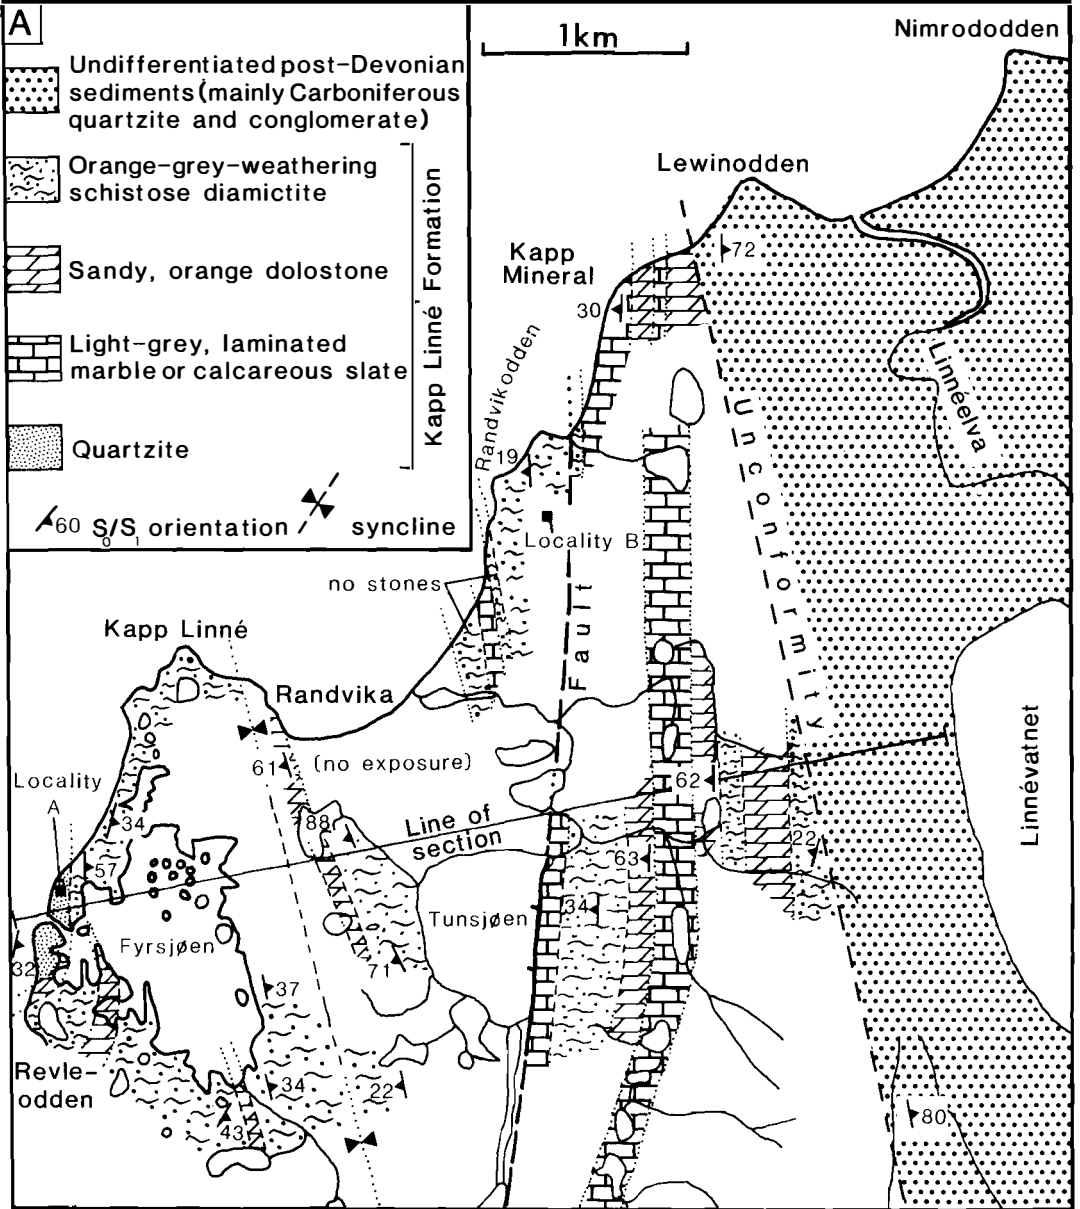 A
Undifferentiated post-Devonian
sediments (mainly Carboniferous
quartzite and conglomerate)
Orange-grey-weathering
schistose diamictite
Sandy, orange dolostone
Light-grey, laminated
marble or calcareous slate
Quartzite
Kapp Linné Formation
60 S0/S1 orientation
syncline
1km
Nimrododden
Lewinodden
72
Kapp
Mineral
30
Randvikodden
19
Linnéelva
Unconformity
Locality B
no stones
Fault
Kapp Linné
Randvika
61
(no exposure)
Locality
A
34
88
Line of
section
62
Linnévatnet
57
63
22
Fyrsjøen
Tunsjøen
34
32
71
37
Revle-
odden
34
22
43
80